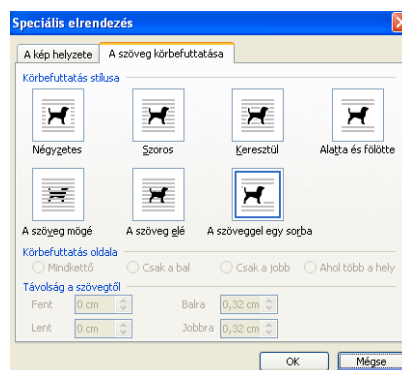 Speciális elrendezés
A kép helyzete A szöveg körbefuttatása
Körbefuttatás stílusa
Négyzetes Szoros Keresztül Alatta és fölötte
A szöveg mögé A szöveg elé A szöveggel egy sorba
Körbefuttatás oldala
Mindkettő Csak a bal Csak a jobb Ahol több a hely
Távolság a szövegtől
Fent 0 cm Balra 0,32 cm
Lent 0 cm Jobbra 0,32 cm
OK Mégse